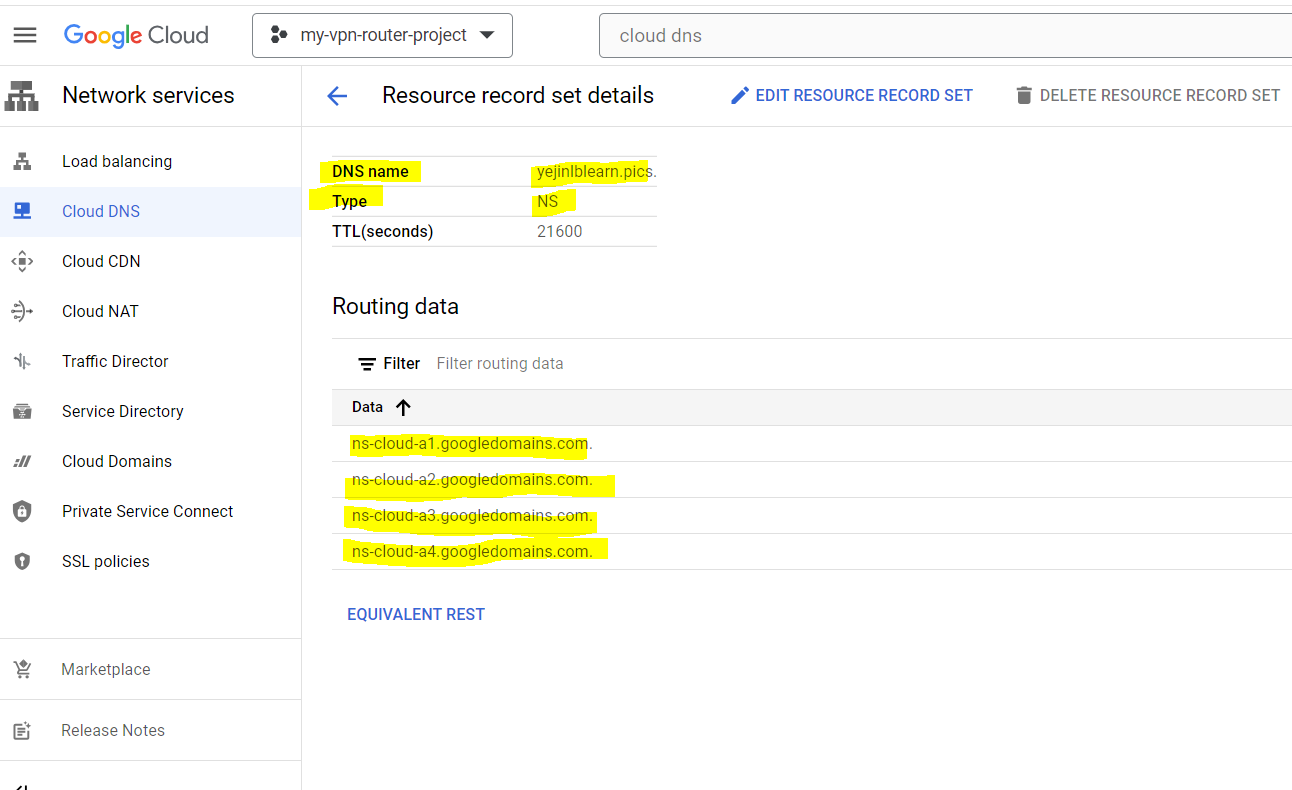 Google Cloud
my-vpn-router-project
cloud dns
Network services
Resource record set details
EDIT RESOURCE RECORD SET
DELETE RESOURCE RECORD SET
Load balancing
Cloud DNS
Cloud CDN
Cloud NAT
Traffic Director
Service Directory
Cloud Domains
Private Service Connect
SSL policies
Marketplace
Release Notes
DNS name yejinlblearn.pics.
Type NS
TTL(seconds) 21600
Routing data
Filter Filter routing data
Data
ns-cloud-a1.googledomains.com.
ns-cloud-a2.googledomains.com.
ns-cloud-a3.googledomains.com.
ns-cloud-a4.googledomains.com.
EQUIVALENT REST